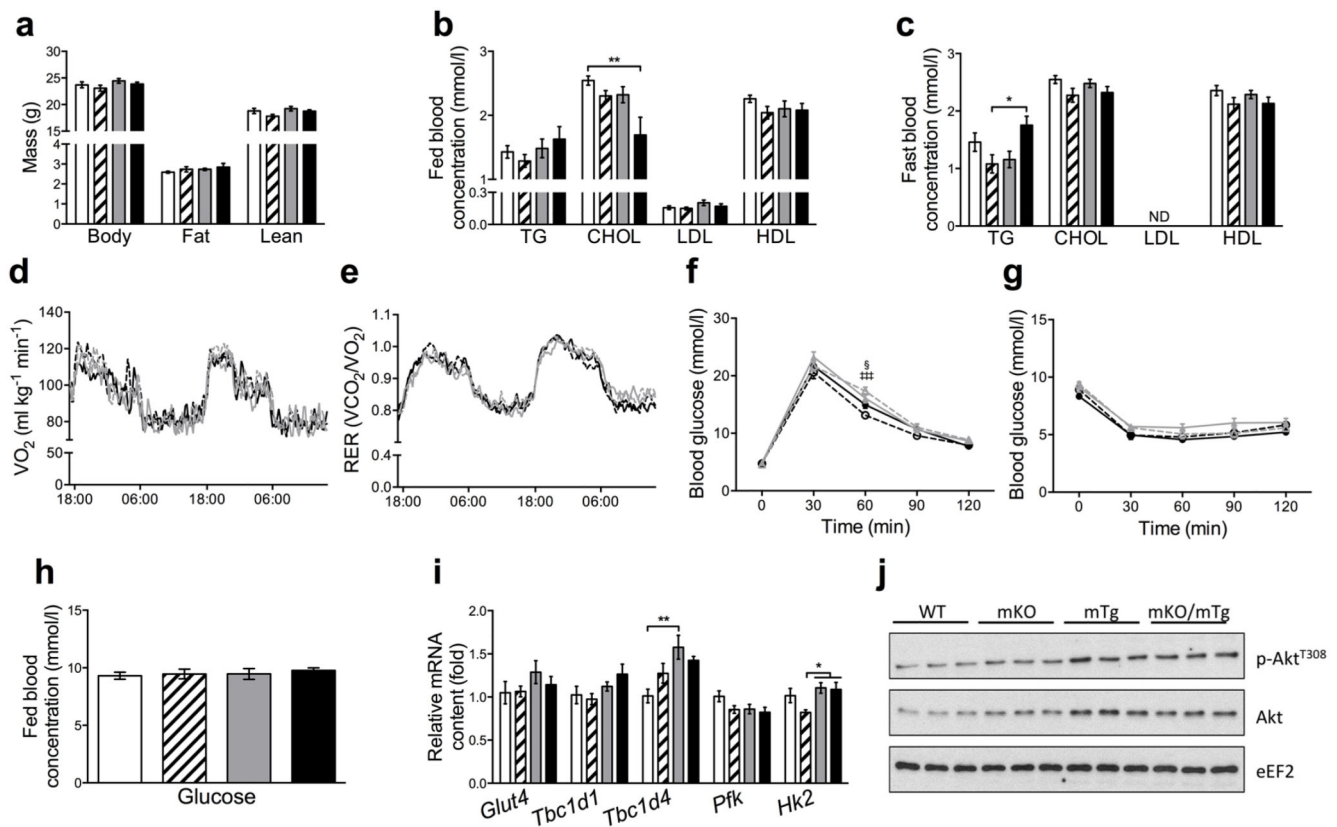 a
Mass (g)
30
25
20
15
4
3
2
1
0
Body Fat Lean
b
Fed blood
concentration (mmol/l)
3
2
1
0.3
0.0
**
TG CHOL LDL HDL
c
Fast blood
concentration (mmol/l)
3
2
1
0
*
ND
TG CHOL LDL HDL
d
VO2 (ml kg-1 min-1)
140
120
100
80
50
0
18:00 06:00 18:00 06:00
e
RER (VCO2/VO2)
1.1
1.0
0.9
0.8
0.7
0.4
0.0
18:00 06:00 18:00 06:00
f
Blood glucose (mmol/l)
30
20
10
0
§
‡‡
0 30 60 90 120
Time (min)
g
Blood glucose (mmol/l)
15
10
5
0
0 30 60 90 120
Time (min)
h
Fed blood
concentration (mmol/l)
15
10
5
0
Glucose
i
Relative mRNA
content (fold)
2.0
1.5
1.0
0.5
0.0
**
*
Glut4 Tbc1d1 Tbc1d4 Pfk Hk2
j
WT mKO mTg mKO/mTg
p-AktT308
Akt
eEF2